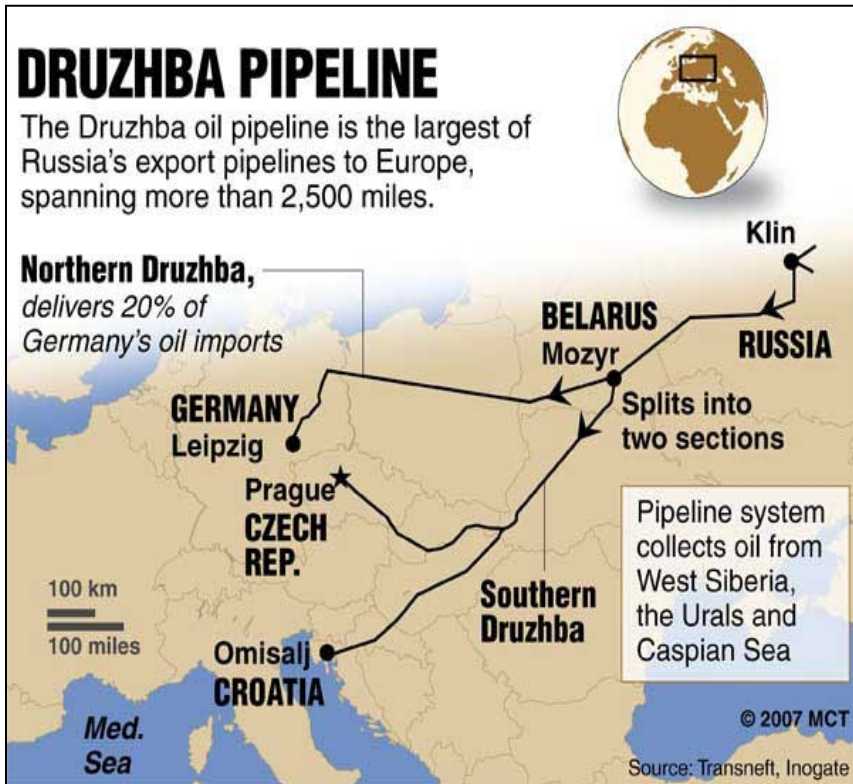 DRUZHBA PIPELINE
The Druzhba oil pipeline is the largest of
Russia's export pipelines to Europe,
spanning more than 2,500 miles.
Klin
Northern Druzhba,
delivers 20% of
Germany's oil imports
BELARUS
Mozyr
RUSSIA
GERMANY
Leipzig
Splits into
two sections
Prague
CZECH
REP.
Pipeline system
collects oil from
West Siberia,
the Urals and
Caspian Sea
100 km
100 miles
Southern
Druzhba
Omisalj
CROATIA
Med.
Sea
© 2007 MCT
Source: Transneft, Inogate